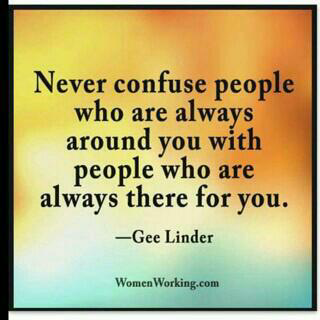 Never confuse people
who are always
around you with
people who are
always there for you.
—Gee Linder
WomenWorking.com